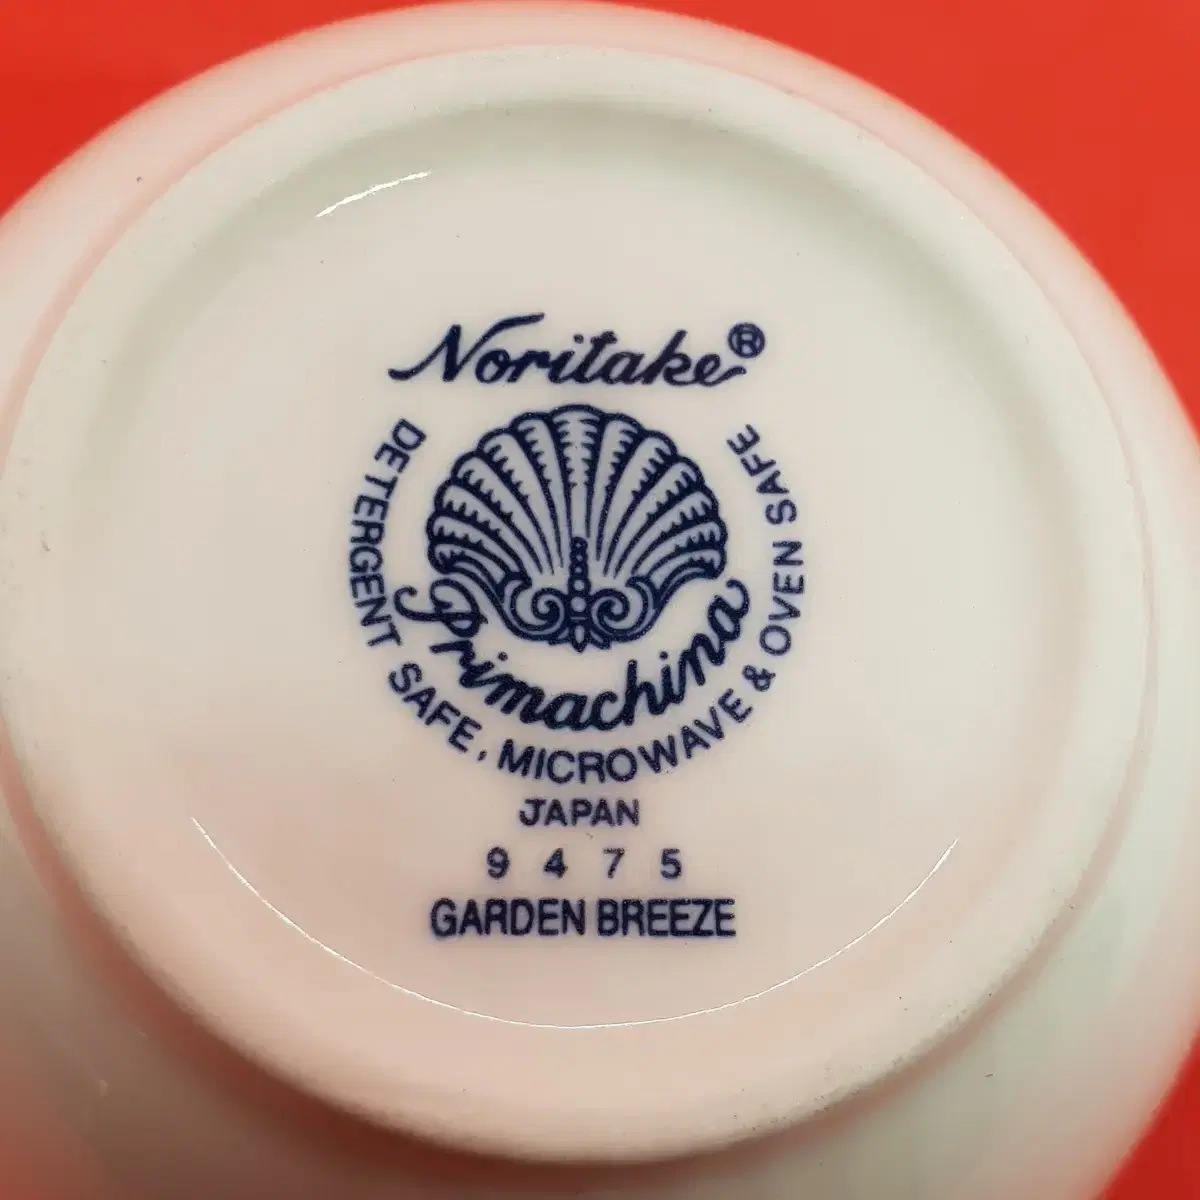 Noritake®
DETERGENT SAFE, MICROWAVE & OVEN SAFE
Primachina
JAPAN
9475
GARDEN BREEZE